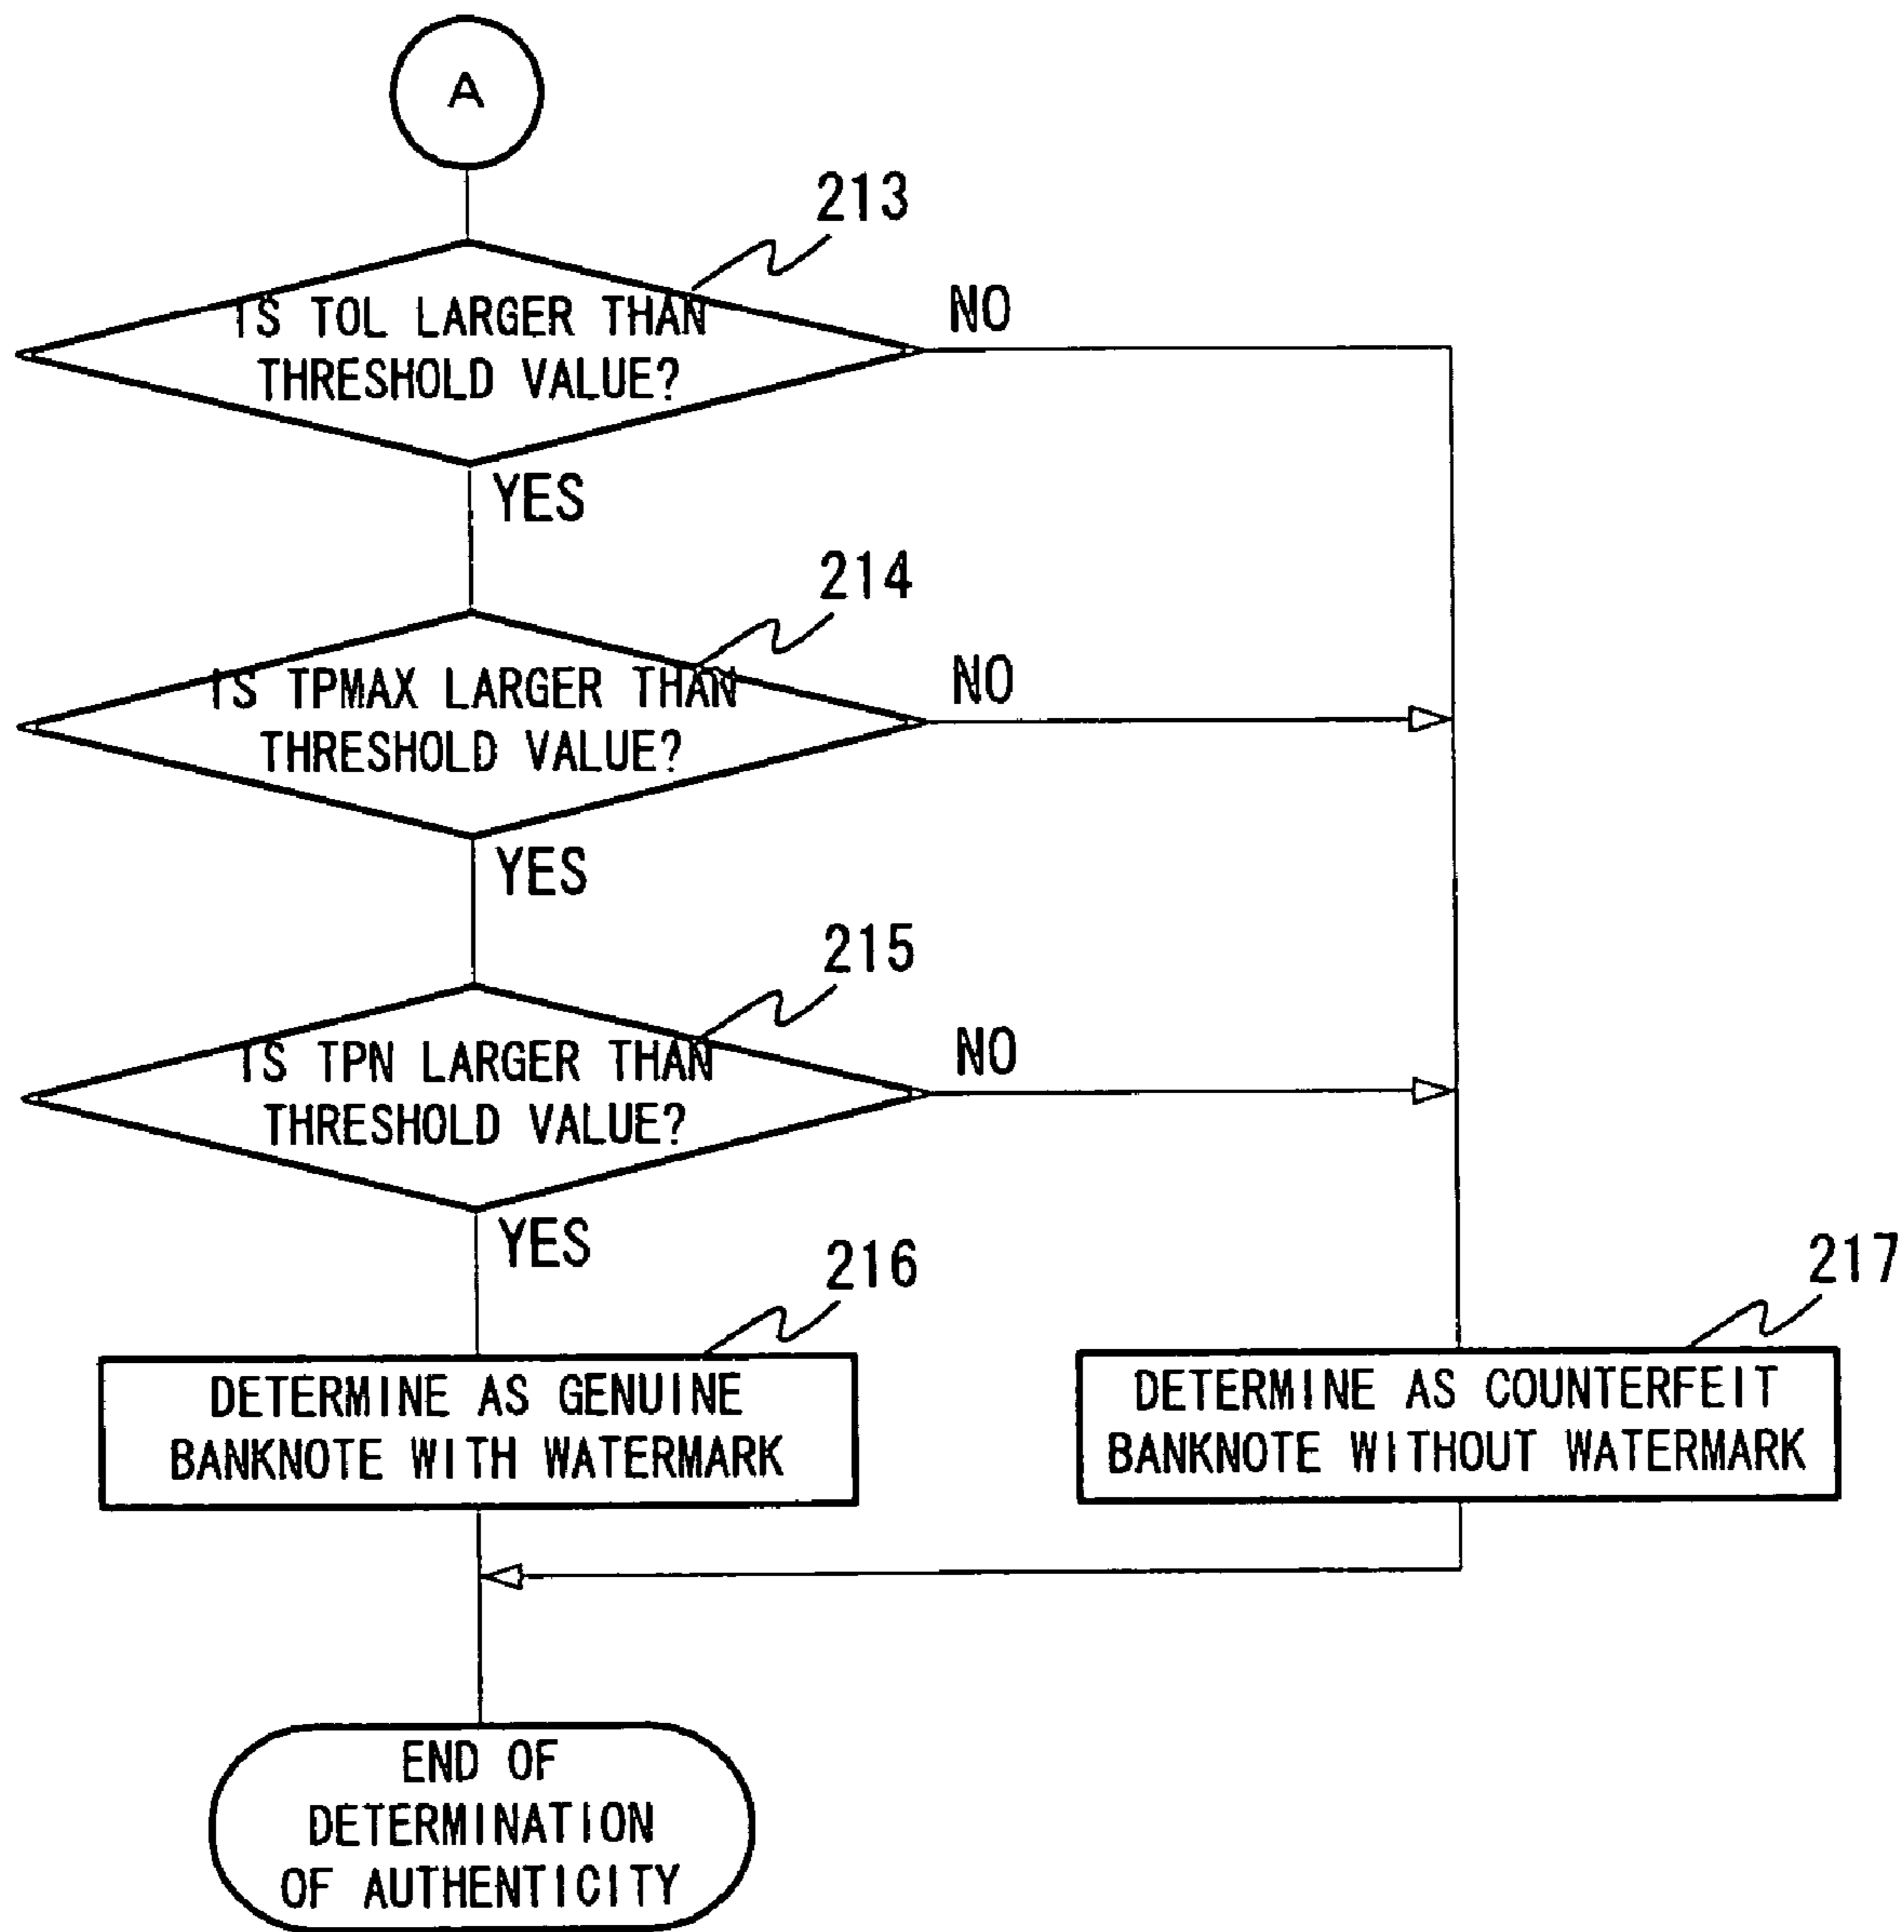 A
213
IS TOL LARGER THAN
THRESHOLD VALUE?
NO
YES
214
IS TPMAX LARGER THAN
THRESHOLD VALUE?
NO
YES
215
IS TPN LARGER THAN
THRESHOLD VALUE?
NO
YES
216
DETERMINE AS GENUINE
BANKNOTE WITH WATERMARK
217
DETERMINE AS COUNTERFEIT
BANKNOTE WITHOUT WATERMARK
END OF
DETERMINATION
OF AUTHENTICITY